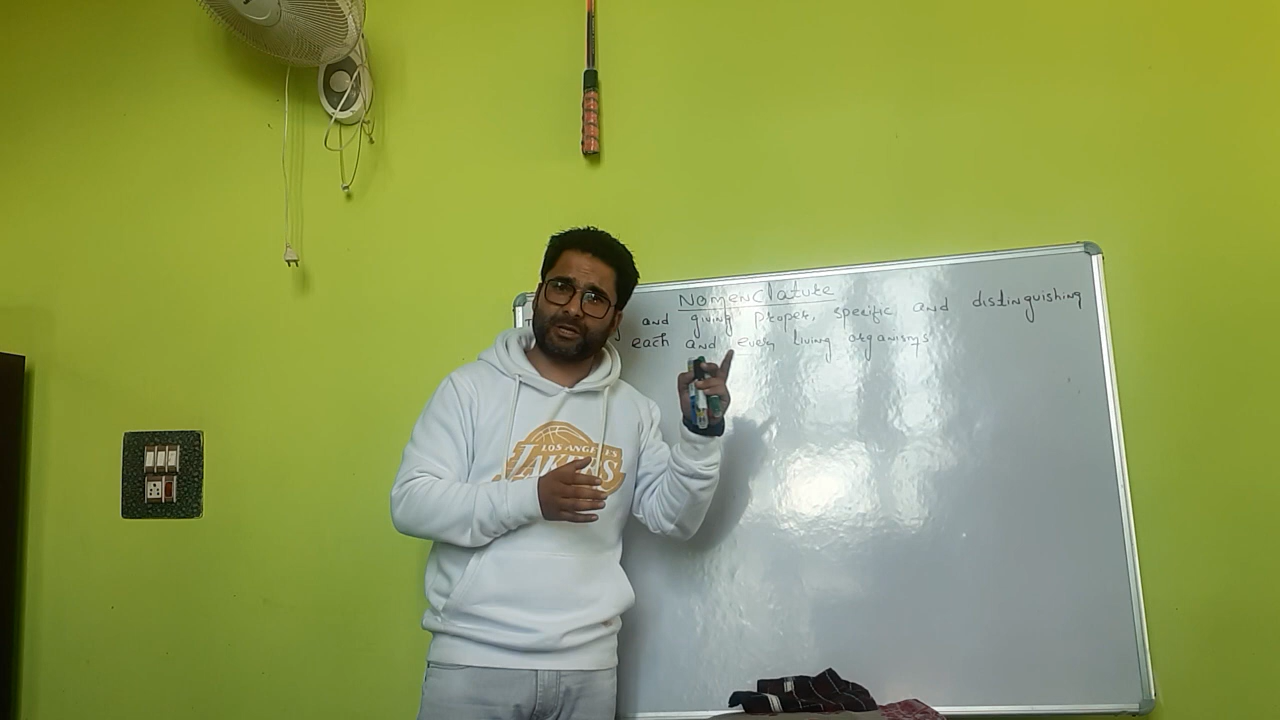 Nomenclature
and giving proper, specific and distinguishing
each and every living organisms
LOS ANGELES
LAKERS